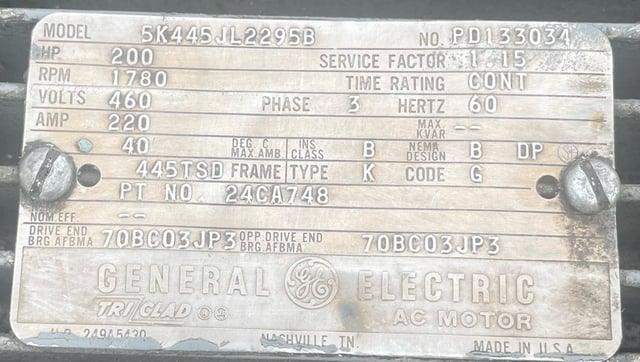 MODEL 5K445JL2295B NO. PD133034
HP 200 SERVICE FACTOR 1.15
RPM 1780 TIME RATING CONT
VOLTS 460 PHASE 3 HERTZ 60
AMP 220 MAX. KVAR --
40 DEG. C MAX. AMB INS CLASS B NEMA DESIGN B DP
445TSD FRAME TYPE K CODE G
PT NO 24CA748
NOM. EFF. --
DRIVE END BRG. AFBMA 70BC03JP3 OPP. DRIVE END BRG. AFBMA 70BC03JP3
GENERAL GE ELECTRIC
TRI/CLAD AC MOTOR
NASHVILLE, TN. MADE IN U.S.A.